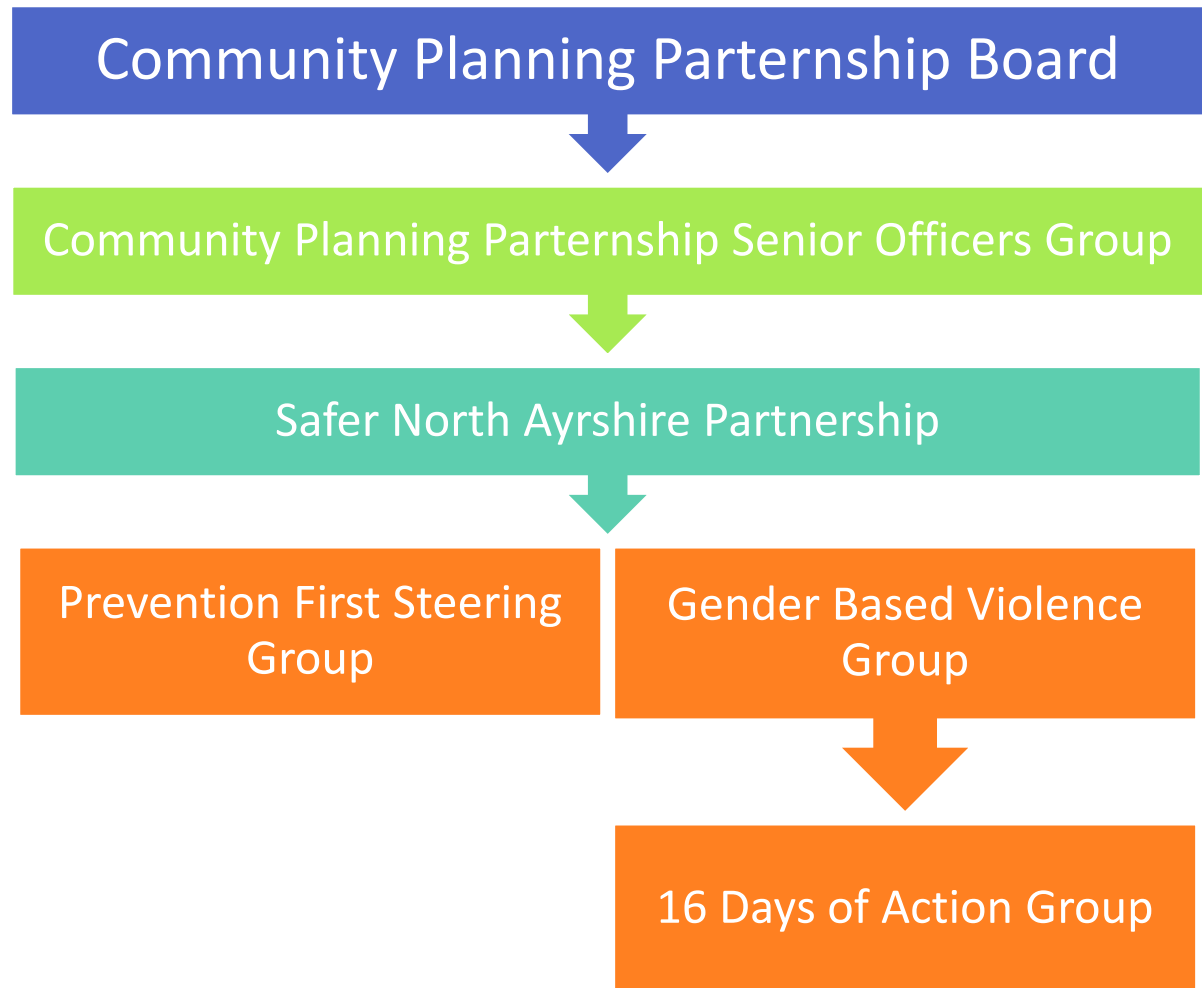 Community Planning Parternship Board
Community Planning Parternship Senior Officers Group
Safer North Ayrshire Partnership
Prevention First Steering
Group
Gender Based Violence
Group
16 Days of Action Group